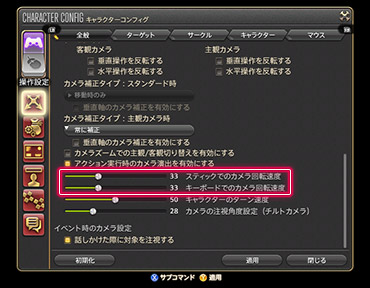 CHARACTER CONFIG キャラクターコンフィグ
操作設定
全般 ターゲット サークル キャラクター マウス
客観カメラ 主観カメラ
垂直操作を反転する 垂直操作を反転する
水平操作を反転する 水平操作を反転する
カメラ補正タイプ:スタンダード時
移動時のみ
垂直軸のカメラ補正を有効にする
カメラ補正タイプ:主観カメラ時
常に補正
垂直軸のカメラ補正を有効にする
カメラズームでの主観/客観切り替えを有効にする
アクション実行時のカメラ演出を有効にする
33 スティックでのカメラ回転速度
33 キーボードでのカメラ回転速度
50 キャラクターのターン速度
28 カメラの注視角度設定(チルトカメラ)
イベント時のカメラ設定
話しかけた際に対象を注視する
初期化 適用 閉じる
サブコマンド 適用